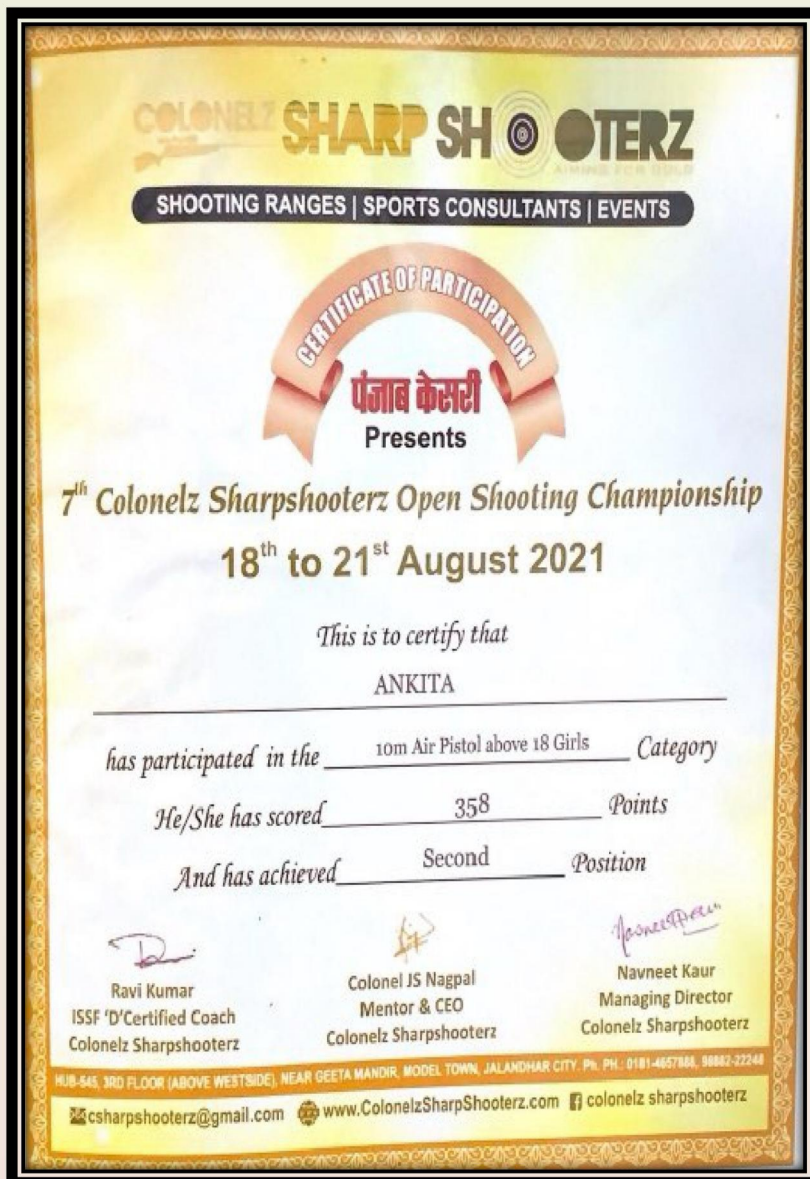 COLONELZ SHARP SHOOTERZ
AIMING FOR GOLD
SHOOTING RANGES | SPORTS CONSULTANTS | EVENTS
CERTIFICATE OF PARTICIPATION
पंजाब केसरी
Presents
7th Colonelz Sharpshooterz Open Shooting Championship
18th to 21st August 2021
This is to certify that
ANKITA
has participated in the 10m Air Pistol above 18 Girls Category
He/She has scored 358 Points
And has achieved Second Position
Ravi Kumar
ISSF 'D'Certified Coach
Colonelz Sharpshooterz
Colonel JS Nagpal
Mentor & CEO
Colonelz Sharpshooterz
Navneet Kaur
Managing Director
Colonelz Sharpshooterz
HUB-545, 3RD FLOOR (ABOVE WESTSIDE), NEAR GEETA MANDIR, MODEL TOWN, JALANDHAR CITY. Ph. PH.: 0181-4657888, 98882-22248
csharpshooterz@gmail.com www.ColonelzSharpShooterz.com colonelz sharpshooterz